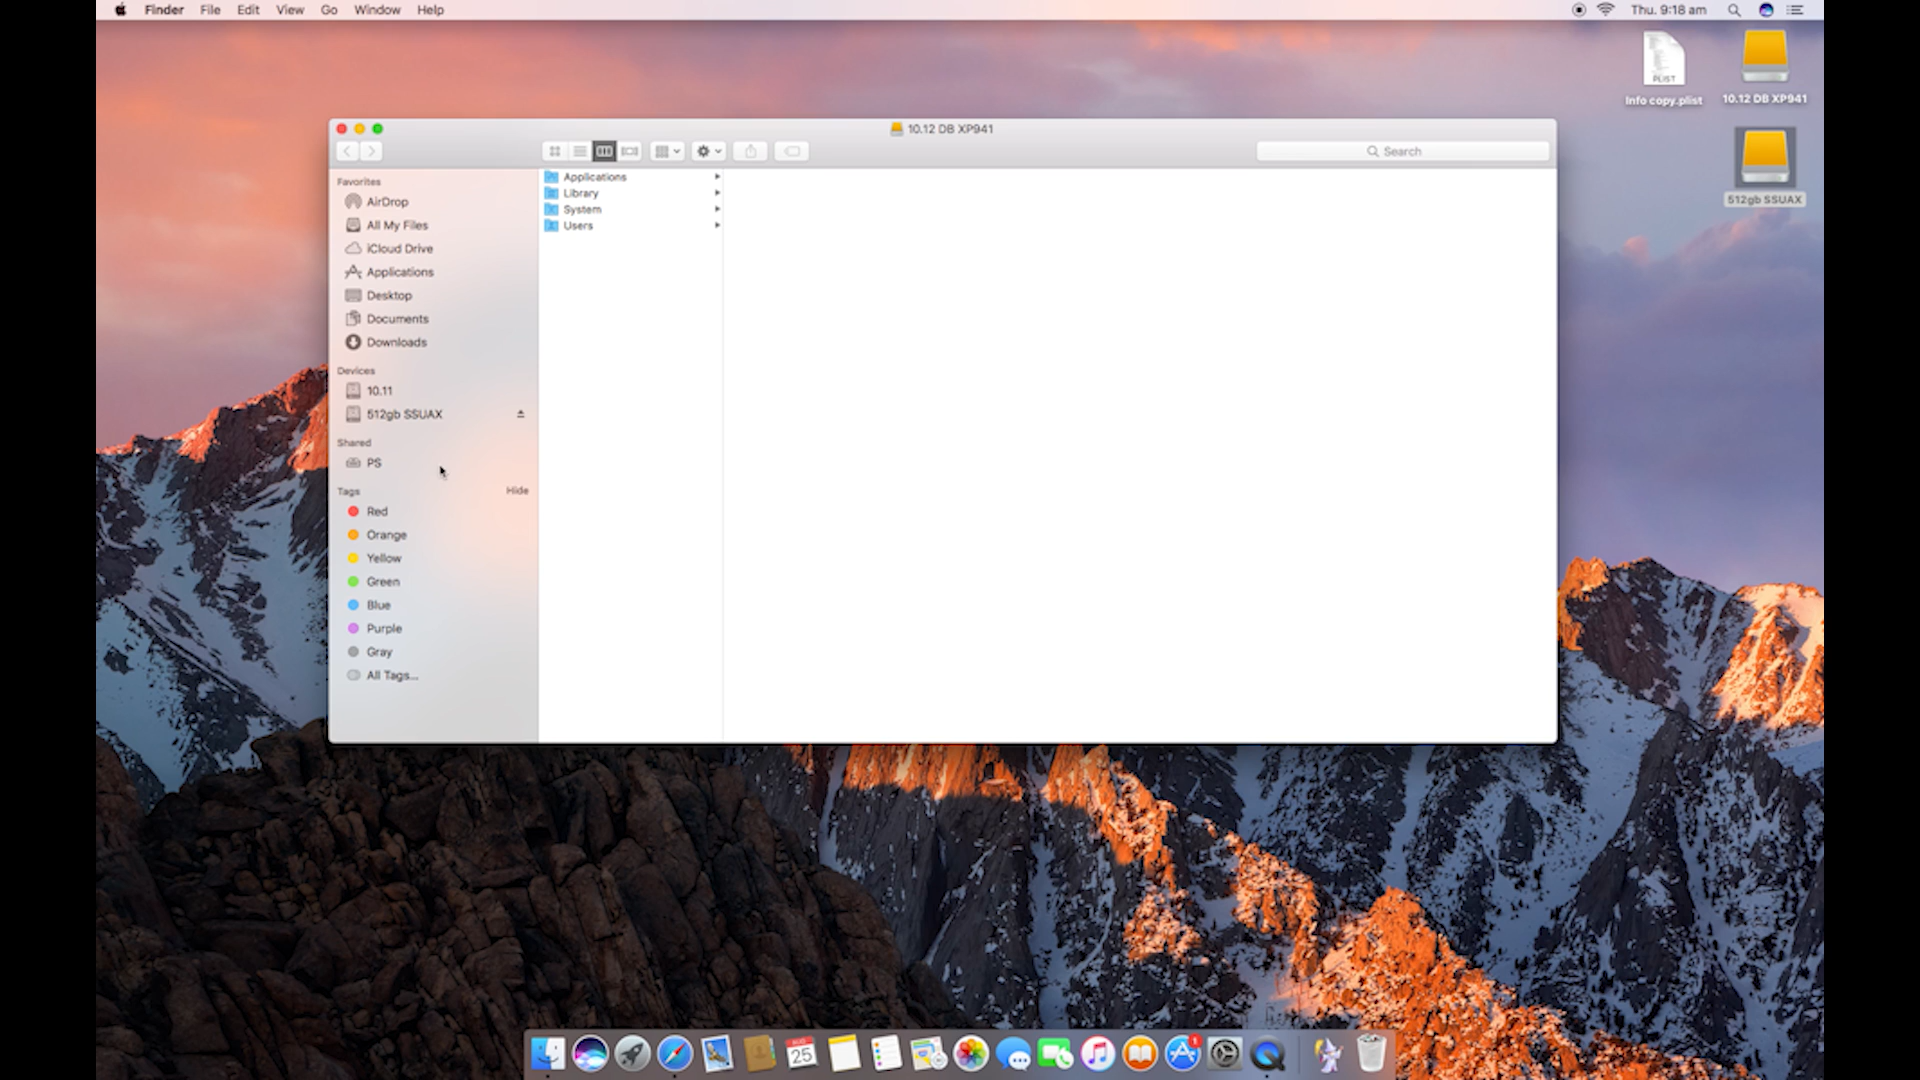 Finder File Edit View Go Window Help
Thu. 9:18 am
PLIST
Info copy.plist
10.12 DB XP941
512gb SSUAX
10.12 DB XP941
Search
Favorites
AirDrop
All My Files
iCloud Drive
Applications
Desktop
Documents
Downloads
Devices
10.11
512gb SSUAX
Shared
PS
Tags
Hide
Red
Orange
Yellow
Green
Blue
Purple
Gray
All Tags...
Applications
Library
System
Users
AUG
25
1